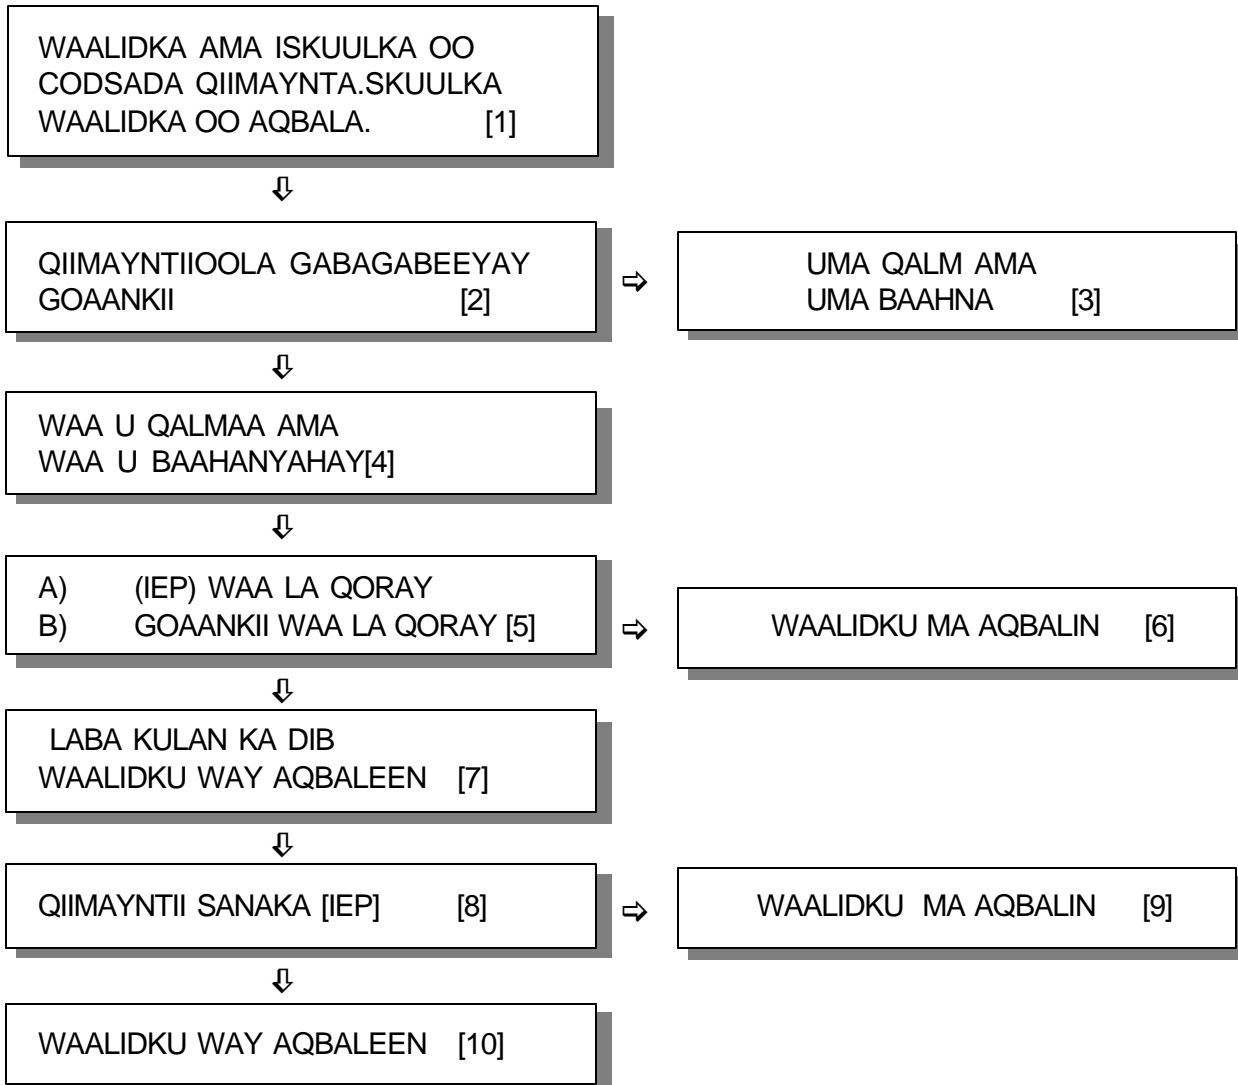 WAALIDKA AMA ISKUULKA OO
CODSADA QIIMAYNTA.SKUULKA
WAALIDKA OO AQBALA. [1]
QIIMAYNTIIOOLA GABAGABEEYAY
GOAANKII [2]
UMA QALM AMA
UMA BAAHNA [3]
WAA U QALMAA AMA
WAA U BAAHANYAHAY[4]
A) (IEP) WAA LA QORAY
B) GOAANKII WAA LA QORAY [5]
WAALIDKU MA AQBALIN [6]
LABA KULAN KA DIB
WAALIDKU WAY AQBALEEN [7]
QIIMAYNTII SANAKA [IEP] [8]
WAALIDKU MA AQBALIN [9]
WAALIDKU WAY AQBALEEN [10]